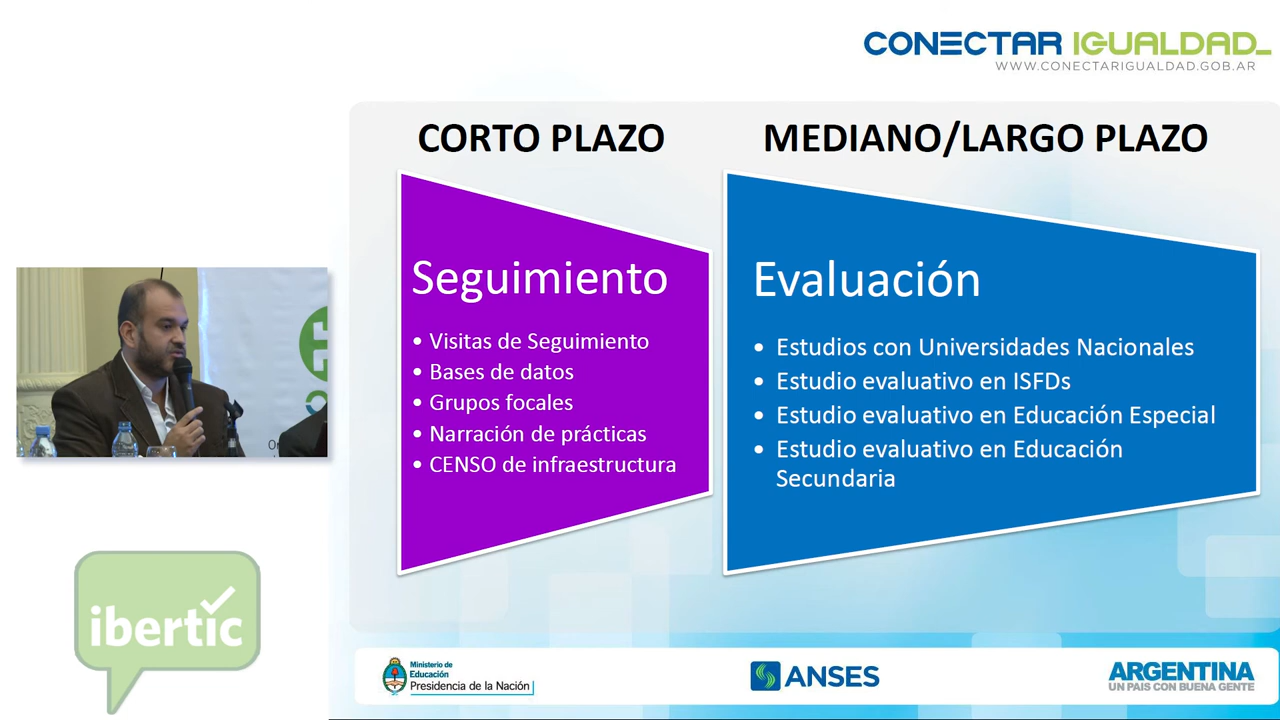 CONECTAR IGUALDAD_
WWW.CONECTARIGUALDAD.GOB.AR
CORTO PLAZO
MEDIANO/LARGO PLAZO
Seguimiento
• Visitas de Seguimiento
• Bases de datos
• Grupos focales
• Narración de prácticas
• CENSO de infraestructura
Evaluación
• Estudios con Universidades Nacionales
• Estudio evaluativo en ISFDs
• Estudio evaluativo en Educación Especial
• Estudio evaluativo en Educación
Secundaria
ibertic
Ministerio de
Educación
Presidencia de la Nación
ANSES
ARGENTINA
UN PAIS CON BUENA GENTE